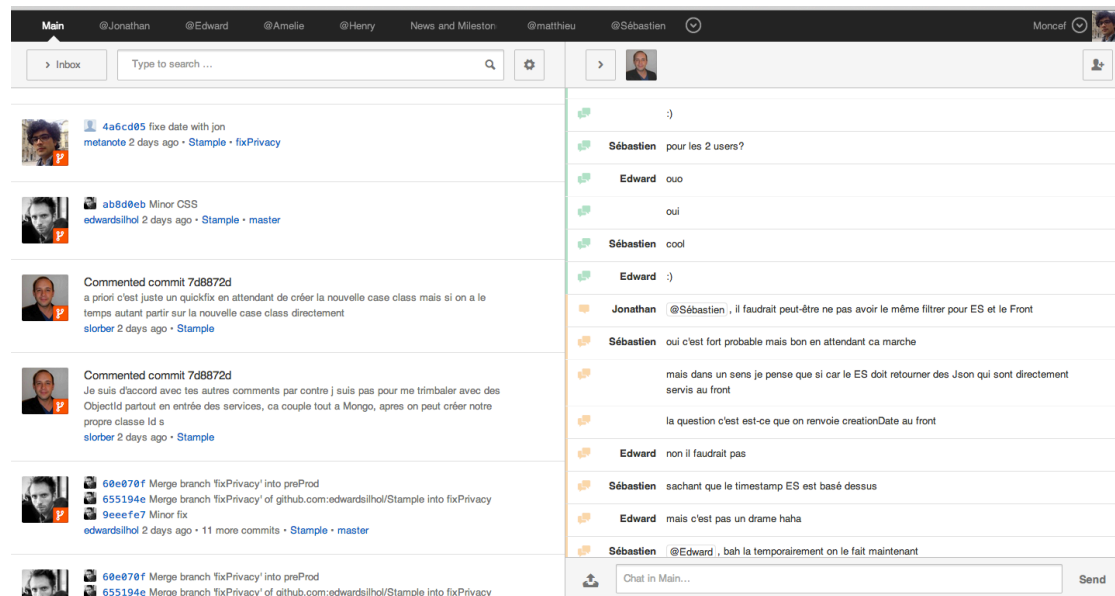 Main @Jonathan @Edward @Amelie @Henry News and Mileston @matthieu @Sébastien Moncef
> Inbox
Type to search ...
4a6cd05 fixe date with jon
metanote 2 days ago • Stample • fixPrivacy
ab8d0eb Minor CSS
edwardsilhol 2 days ago • Stample • master
Commented commit 7d8872d
a priori c'est juste un quickfix en attendant de créer la nouvelle case class mais si on a le
temps autant partir sur la nouvelle case class directement
slorber 2 days ago • Stample
Commented commit 7d8872d
Je suis d'accord avec tes autres comments par contre j suis pas pour me trimbaler avec des
ObjectId partout en entrée des services, ca couple tout a Mongo, apres on peut créer notre
propre classe Id s
slorber 2 days ago • Stample
60e070f Merge branch 'fixPrivacy' into preProd
655194e Merge branch 'fixPrivacy' of github.com:edwardsilhol/Stample into fixPrivacy
9eeefe7 Minor fix
edwardsilhol 2 days ago • 11 more commits • Stample • master
60e070f Merge branch 'fixPrivacy' into preProd
655194e Merge branch 'fixPrivacy' of github.com:edwardsilhol/Stample into fixPrivacy
:)
Sébastien pour les 2 users?
Edward ouo
oui
Sébastien cool
Edward :)
Jonathan @Sébastien , il faudrait peut-être ne pas avoir le même filtrer pour ES et le Front
Sébastien oui c'est fort probable mais bon en attendant ca marche
mais dans un sens je pense que si car le ES doit retourner des Json qui sont directement
servis au front
la question c'est est-ce que on renvoie creationDate au front
Edward non il faudrait pas
Sébastien sachant que le timestamp ES est basé dessus
Edward mais c'est pas un drame haha
Sébastien @Edward , bah la temporairement on le fait maintenant
Chat in Main...
Send